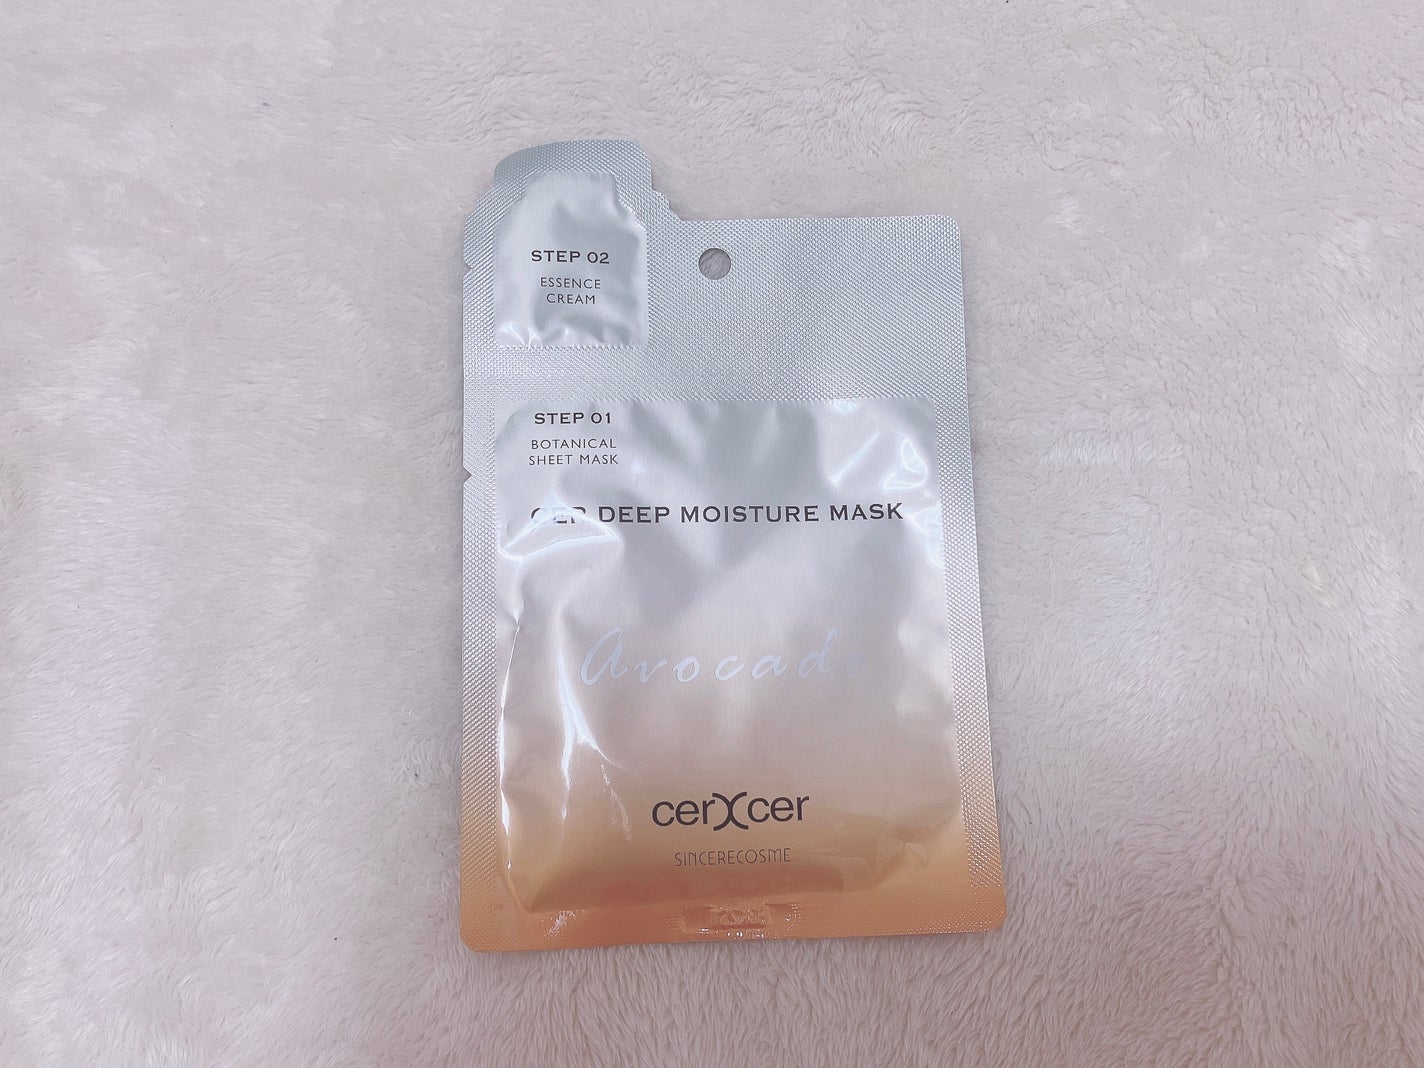 STEP 02
ESSENCE
CREAM
STEP 01
BOTANICAL
SHEET MASK
CER DEEP MOISTURE MASK
Avocado
cerXcer
SINCERECOSME